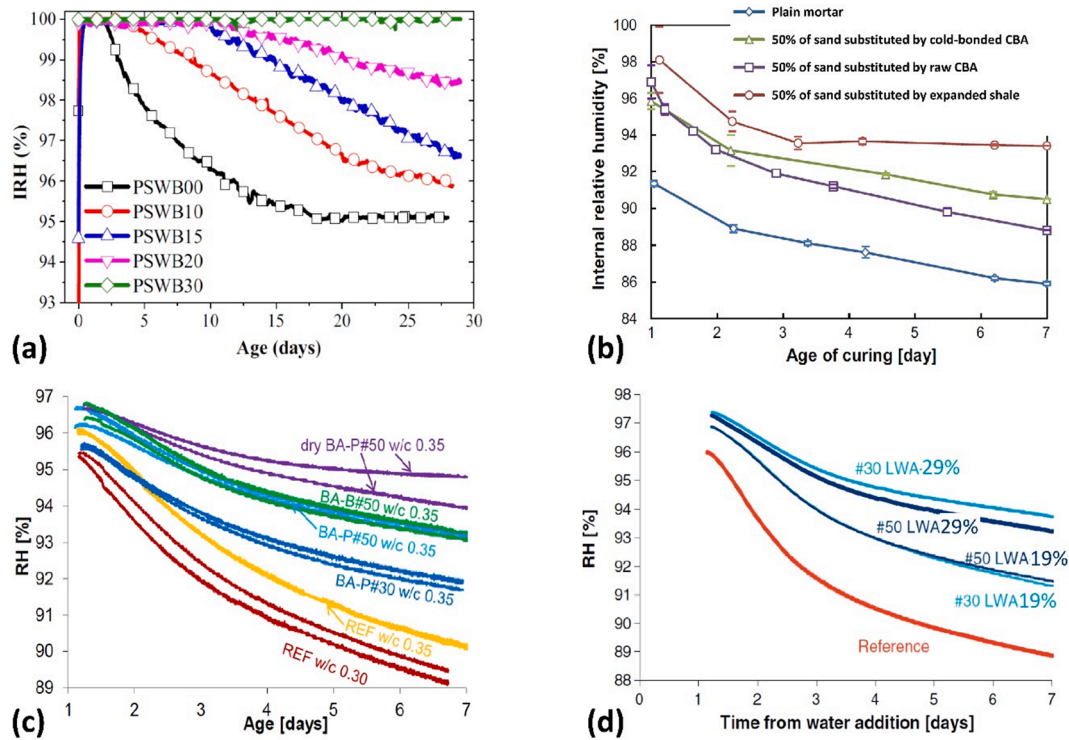 100
99
98
97
96
95
94
93
IRH (%)
PSWB00
PSWB10
PSWB15
PSWB20
PSWB30
0 5 10 15 20 25 30
Age (days)
(a)
Plain mortar
50% of sand substituted by cold-bonded CBA
50% of sand substituted by raw CBA
50% of sand substituted by expanded shale
100
98
96
94
92
90
88
86
84
Internal relative humidity [%]
1 2 3 4 5 6 7
Age of curing [day]
(b)
97
96
95
94
93
92
91
90
89
RH [%]
dry BA-P#50 w/c 0.35
BA-B#50 w/c 0.35
BA-P#50 w/c 0.35
BA-P#30 w/c 0.35
REF w/c 0.35
REF w/c 0.30
1 2 3 4 5 6 7
Age [days]
(c)
98
97
96
95
94
93
92
91
90
89
88
RH [%]
#30 LWA-29%
#50 LWA29%
#50 LWA19%
#30 LWA19%
Reference
0 1 2 3 4 5 6 7
Time from water addition [days]
(d)